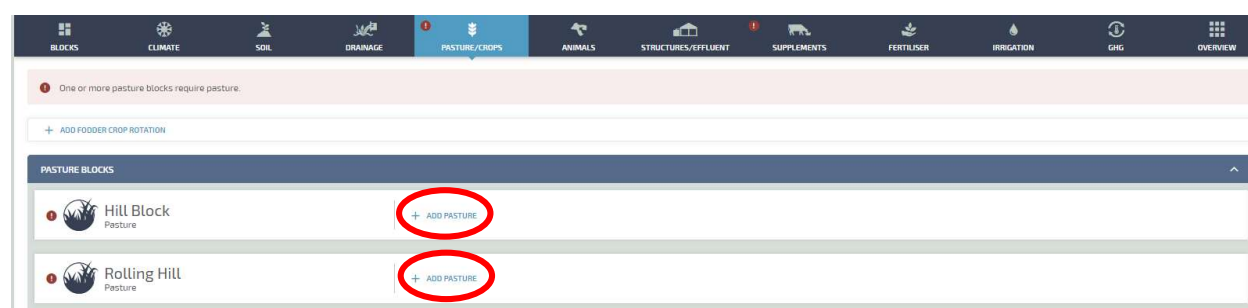 BLOCKS CLIMATE SOIL DRAINAGE PASTURE/CROPS ANIMALS STRUCTURES/EFFLUENT SUPPLEMENTS FERTILISER IRRIGATION GHG OVERVIEW
One or more pasture blocks require pasture.
+ ADD FODDER CROP ROTATION
PASTURE BLOCKS
Hill Block + ADD PASTURE
Pasture
Rolling Hill + ADD PASTURE
Pasture